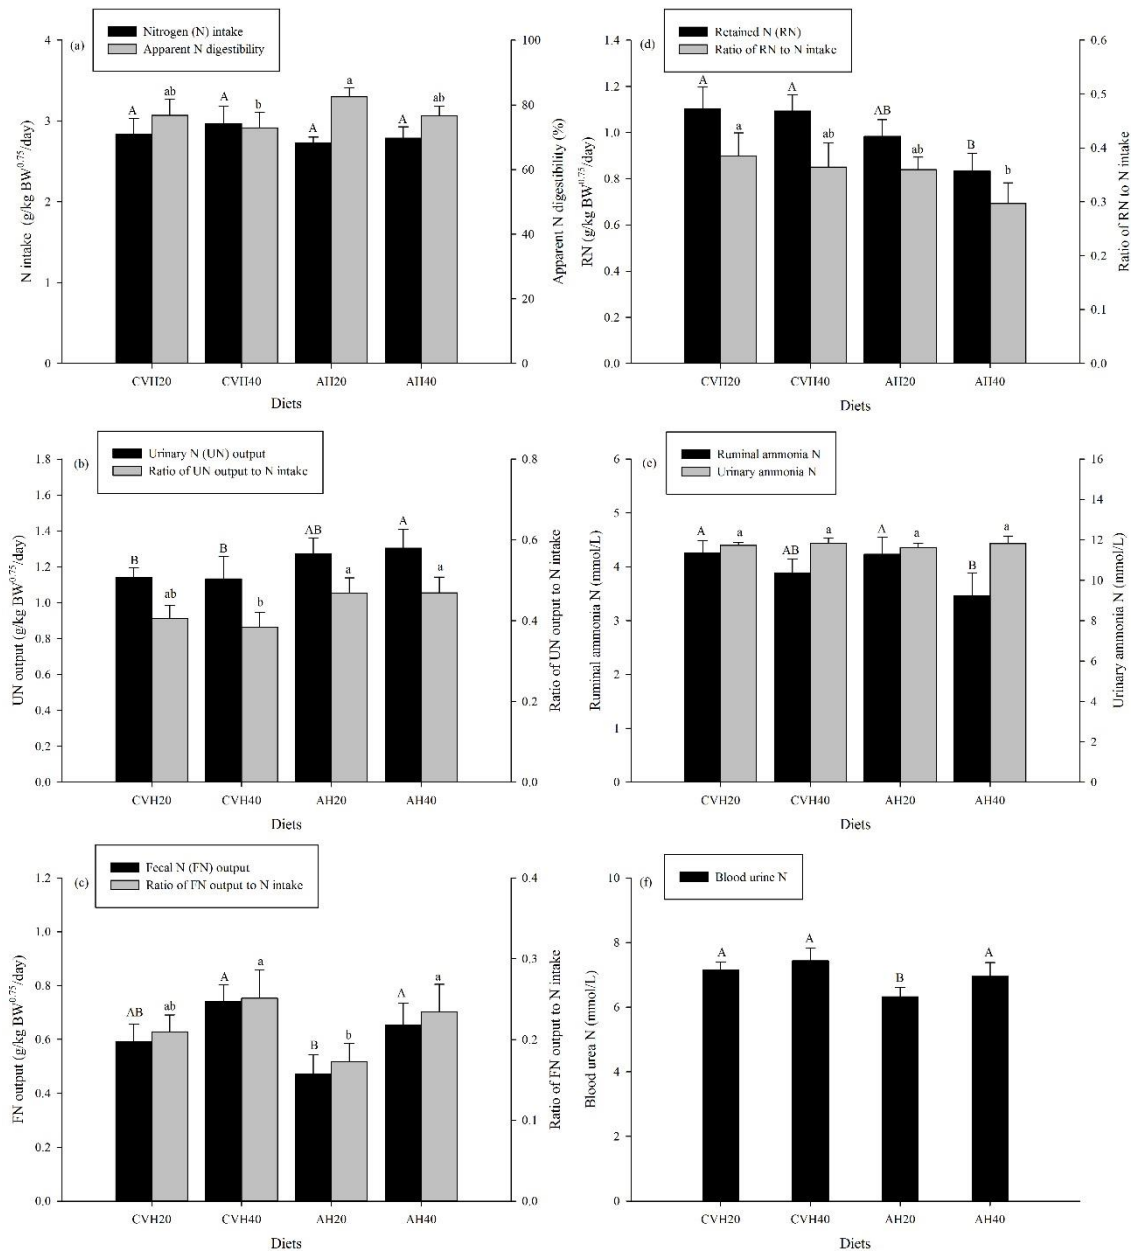 (a)
Nitrogen (N) intake
Apparent N digestibility
N intake (g/kg BW0.75/day)
4
3
2
1
0
A
ab
A
b
A
a
A
ab
100
80
60
40
20
0
Apparent N digestibility (%)
CVH20
CVH40
AH20
AH40
Diets
(d)
Retained N (RN)
Ratio of RN to N intake
RN (g/kg BW0.75/day)
1.4
1.2
1.0
0.8
0.6
0.4
0.2
0.0
A
a
A
ab
AB
ab
B
b
0.6
0.5
0.4
0.3
0.2
0.1
0.0
Ratio of RN to N intake
CVH20
CVH40
AH20
AH40
Diets
(b)
Urinary N (UN) output
Ratio of UN output to N intake
UN output (g/kg BW0.75/day)
1.8
1.6
1.4
1.2
1.0
0.8
0.6
0.4
0.2
0.0
B
ab
B
b
AB
a
A
a
0.8
0.6
0.4
0.2
0.0
Ratio of UN output to N intake
CVH20
CVH40
AH20
AH40
Diets
(e)
Ruminal ammonia N
Urinary ammonia N
Ruminal ammonia N (mmol/L)
6
5
4
3
2
1
0
A
a
AB
a
A
a
B
a
16
14
12
10
8
6
4
2
0
Urinary ammonia N (mmol/L)
CVH20
CVH40
AH20
AH40
Diets
(c)
Fecal N (FN) output
Ratio of FN output to N intake
FN output (g/kg BW0.75/day)
1.2
1.0
0.8
0.6
0.4
0.2
0.0
AB
ab
A
a
B
b
A
a
0.4
0.3
0.2
0.1
0.0
Ratio of FN output to N intake
CVH20
CVH40
AH20
AH40
Diets
(f)
Blood urine N
Blood urea N (mmol/L)
10
8
6
4
2
0
A
A
B
A
CVH20
CVH40
AH20
AH40
Diets